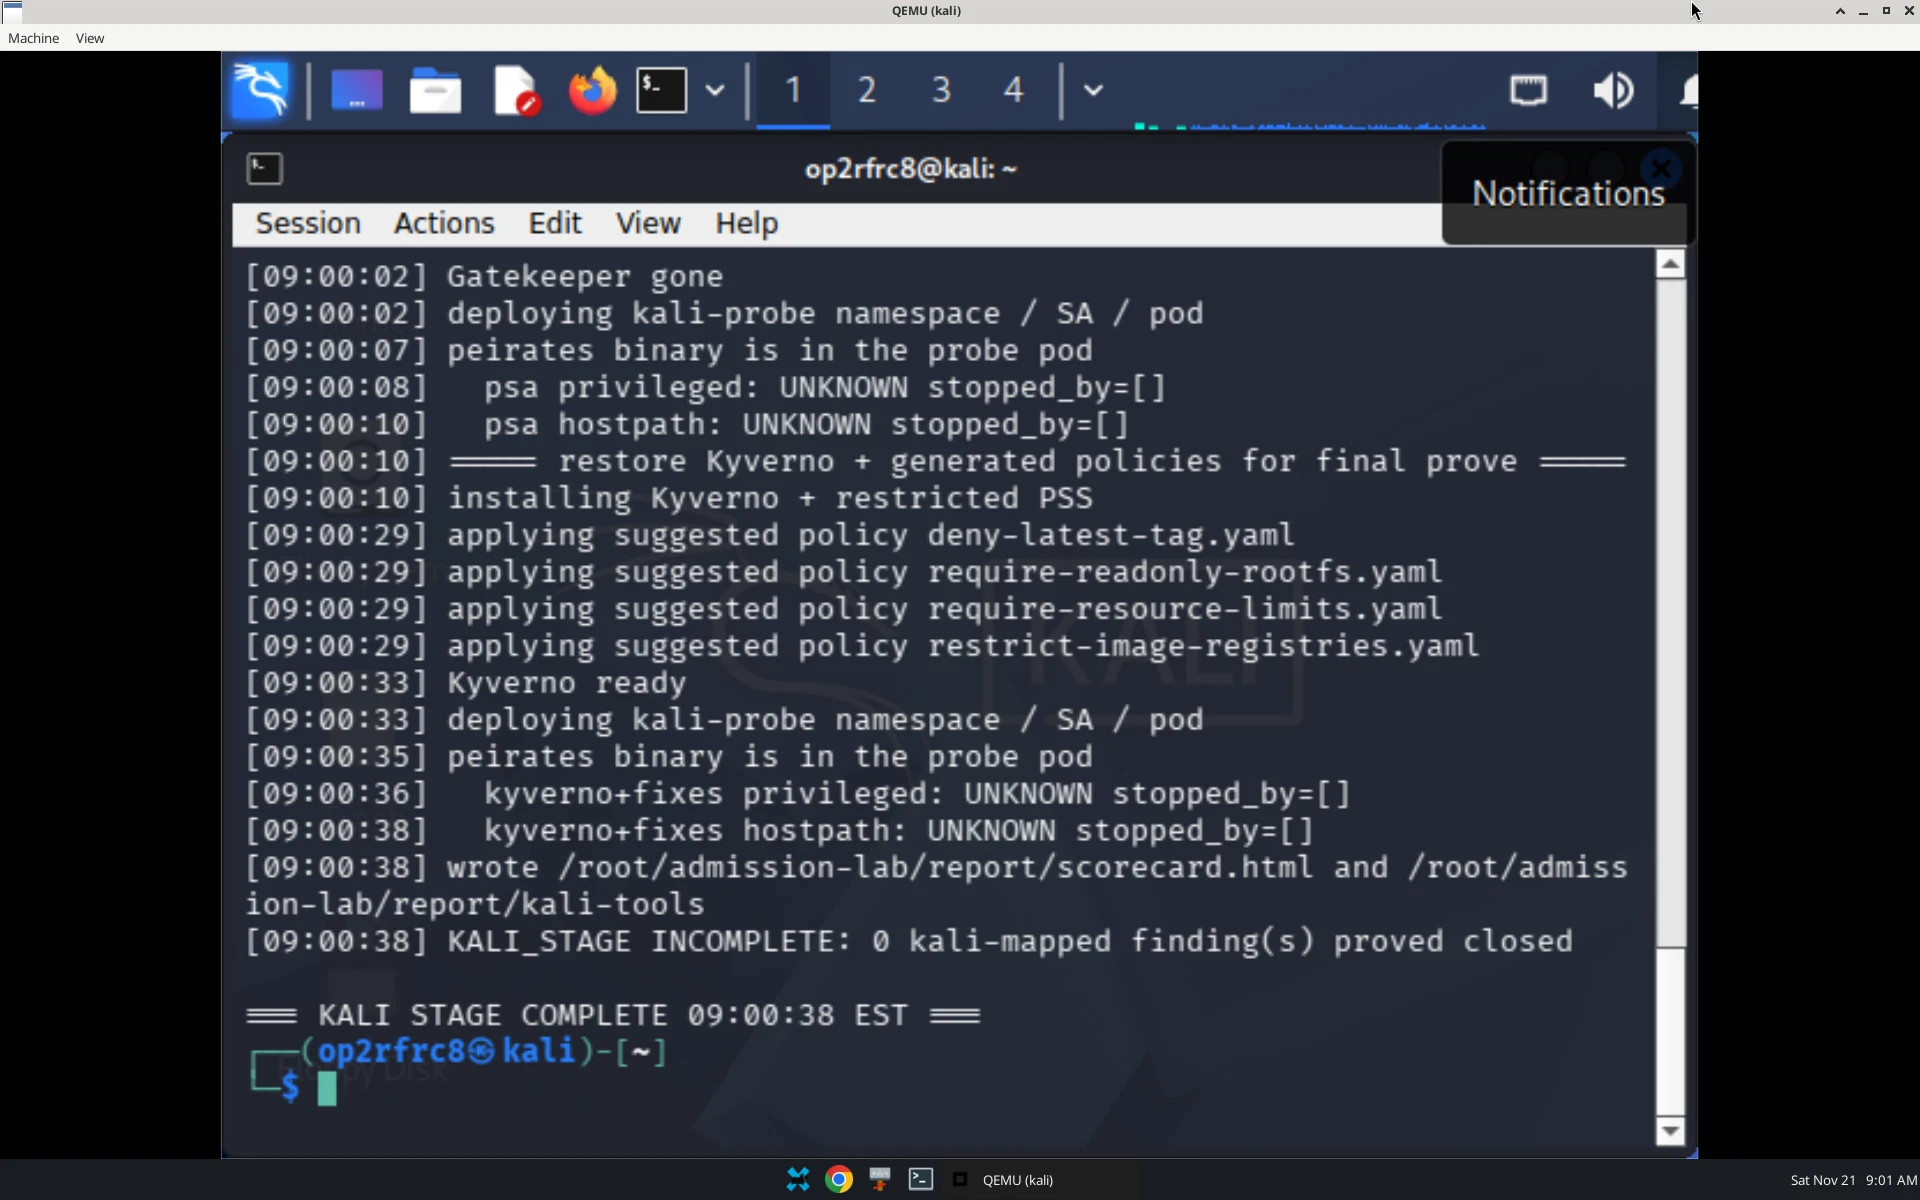 QEMU (kali)
Machine View
1 2 3 4
op2rfrc8@kali: ~
Notifications
Session Actions Edit View Help
[09:00:02] Gatekeeper gone
[09:00:02] deploying kali-probe namespace / SA / pod
[09:00:07] peirates binary is in the probe pod
[09:00:08]   psa privileged: UNKNOWN stopped_by=[]
[09:00:10]   psa hostpath: UNKNOWN stopped_by=[]
[09:00:10] ===== restore Kyverno + generated policies for final prove =====
[09:00:10] installing Kyverno + restricted PSS
[09:00:29] applying suggested policy deny-latest-tag.yaml
[09:00:29] applying suggested policy require-readonly-rootfs.yaml
[09:00:29] applying suggested policy require-resource-limits.yaml
[09:00:29] applying suggested policy restrict-image-registries.yaml
[09:00:33] Kyverno ready
[09:00:33] deploying kali-probe namespace / SA / pod
[09:00:35] peirates binary is in the probe pod
[09:00:36]   kyverno+fixes privileged: UNKNOWN stopped_by=[]
[09:00:38]   kyverno+fixes hostpath: UNKNOWN stopped_by=[]
[09:00:38] wrote /root/admission-lab/report/scorecard.html and /root/admiss
ion-lab/report/kali-tools
[09:00:38] KALI_STAGE INCOMPLETE: 0 kali-mapped finding(s) proved closed
=== KALI STAGE COMPLETE 09:00:38 EST ===
┌──(op2rfrc8㉿kali)-[~]
└─$
KALI
QEMU (kali)
Sat Nov 21 9:01 AM